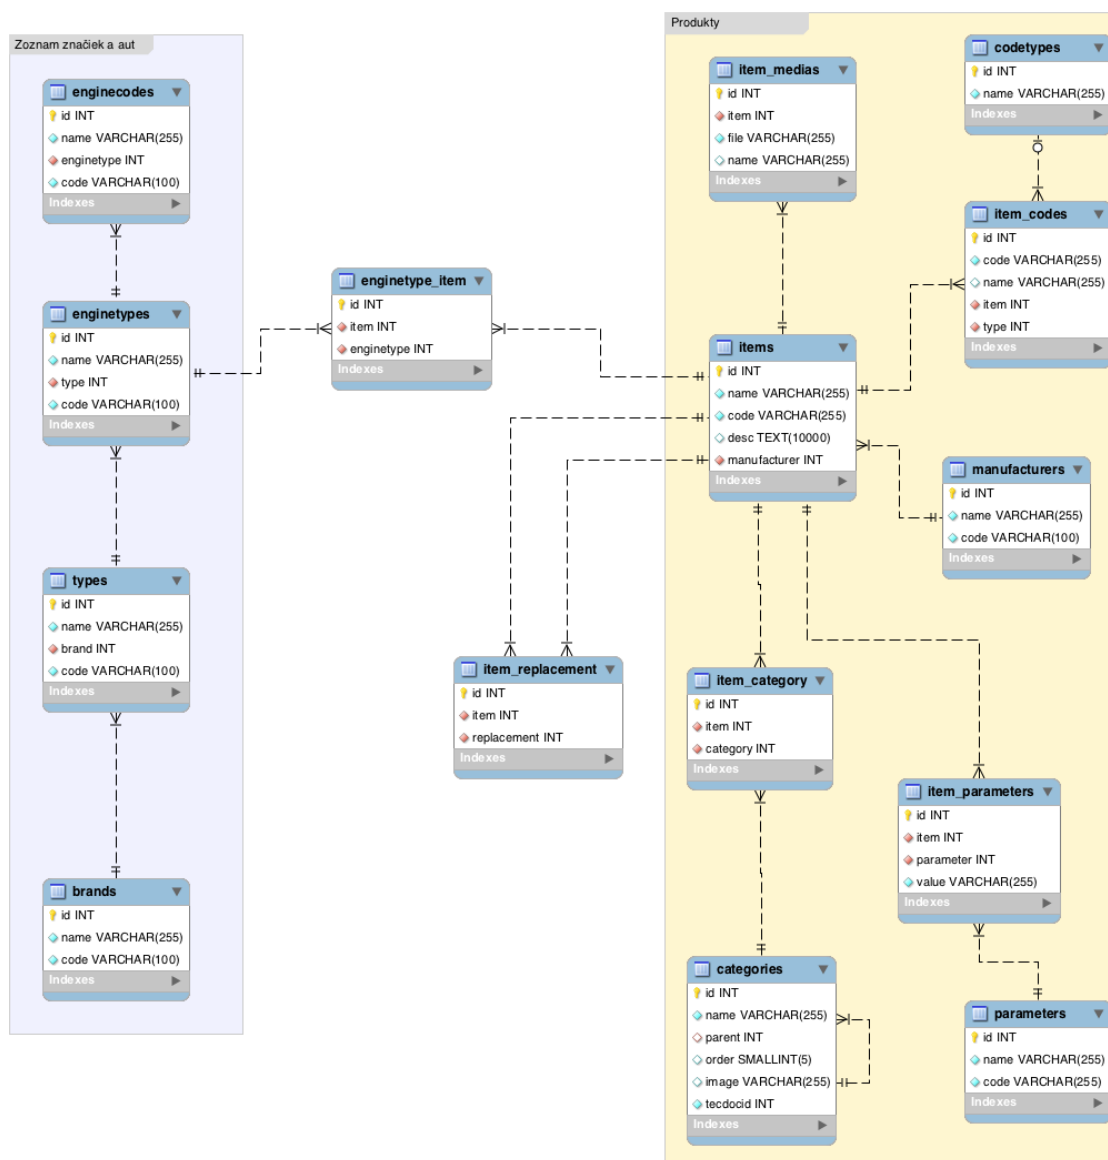 Zoznam značiek a aut
enginecodes
id INT
name VARCHAR(255)
enginetype INT
code VARCHAR(100)
Indexes
enginetypes
id INT
name VARCHAR(255)
type INT
code VARCHAR(100)
Indexes
types
id INT
name VARCHAR(255)
brand INT
code VARCHAR(100)
Indexes
brands
id INT
name VARCHAR(255)
code VARCHAR(100)
Indexes
enginetype_item
id INT
item INT
enginetype INT
Indexes
item_replacement
id INT
item INT
replacement INT
Indexes
Produkty
item_medias
id INT
item INT
file VARCHAR(255)
name VARCHAR(255)
Indexes
codetypes
id INT
name VARCHAR(255)
Indexes
item_codes
id INT
code VARCHAR(255)
name VARCHAR(255)
item INT
type INT
Indexes
items
id INT
name VARCHAR(255)
code VARCHAR(255)
desc TEXT(10000)
manufacturer INT
Indexes
manufacturers
id INT
name VARCHAR(255)
code VARCHAR(100)
Indexes
item_category
id INT
item INT
category INT
Indexes
item_parameters
id INT
item INT
parameter INT
value VARCHAR(255)
Indexes
categories
id INT
name VARCHAR(255)
parent INT
order SMALLINT(5)
image VARCHAR(255)
tecdocid INT
Indexes
parameters
id INT
name VARCHAR(255)
code VARCHAR(255)
Indexes